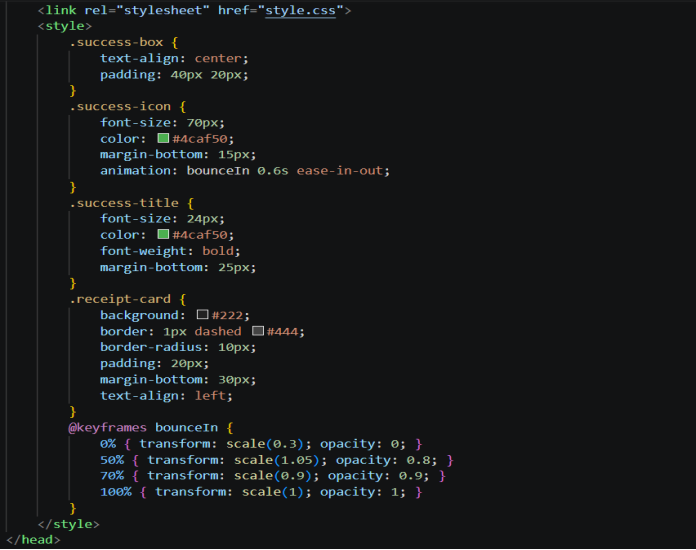 <link rel="stylesheet" href="style.css">
<style>
.success-box {
text-align: center;
padding: 40px 20px;
}
.success-icon {
font-size: 70px;
color: #4caf50;
margin-bottom: 15px;
animation: bounceIn 0.6s ease-in-out;
}
.success-title {
font-size: 24px;
color: #4caf50;
font-weight: bold;
margin-bottom: 25px;
}
.receipt-card {
background: #222;
border: 1px dashed #444;
border-radius: 10px;
padding: 20px;
margin-bottom: 30px;
text-align: left;
}
@keyframes bounceIn {
0% { transform: scale(0.3); opacity: 0; }
50% { transform: scale(1.05); opacity: 0.8; }
70% { transform: scale(0.9); opacity: 0.9; }
100% { transform: scale(1); opacity: 1; }
}
</style>
</head>